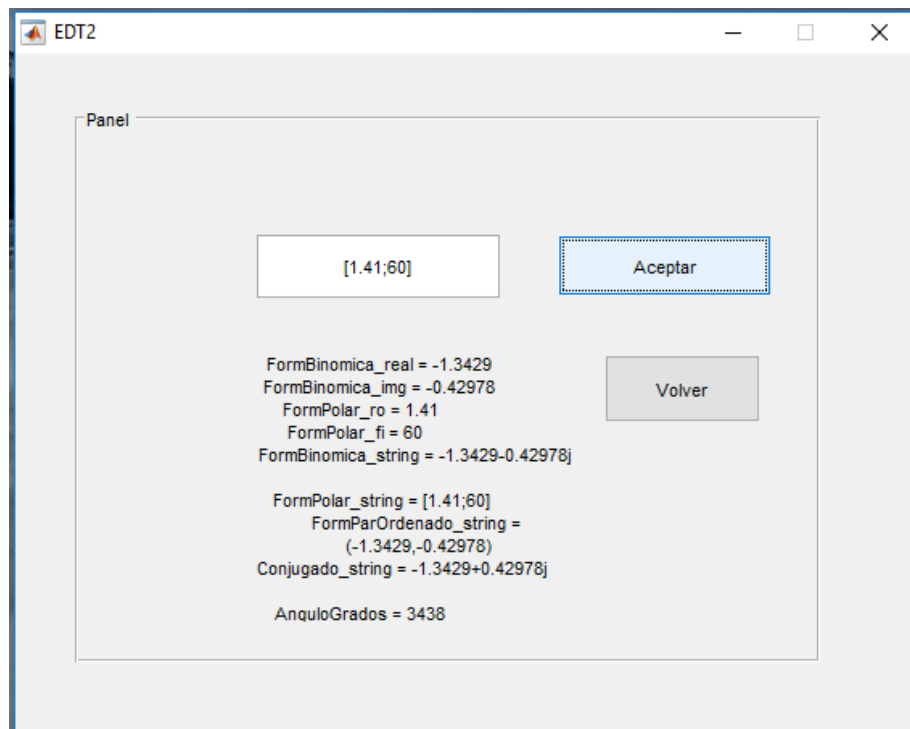 EDT2
Panel
[1.41;60]
Aceptar
FormBinomica_real = -1.3429
FormBinomica_img = -0.42978
FormPolar_ro = 1.41
FormPolar_fi = 60
FormBinomica_string = -1.3429-0.42978j
Volver
FormPolar_string = [1.41;60]
FormParOrdenado_string =
(-1.3429,-0.42978)
Conjugado_string = -1.3429+0.42978j
AnguloGrados = 3438